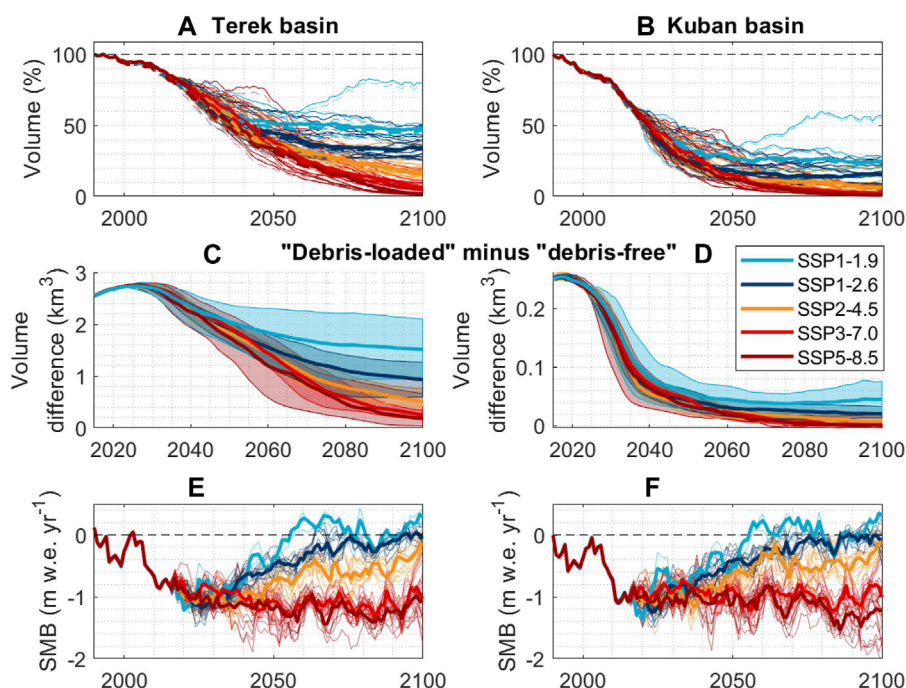 A Terek basin
B Kuban basin
Volume (%)
100
50
0
2000
2050
2100
Volume (%)
100
50
0
2000
2050
2100
"Debris-loaded" minus "debris-free"
C
Volume
difference (km³)
3
2
1
0
2020
2040
2060
2080
2100
D
Volume
difference (km³)
0.2
0.1
0
2020
2040
2060
2080
2100
SSP1-1.9
SSP1-2.6
SSP2-4.5
SSP3-7.0
SSP5-8.5
E
SMB (m w.e. yr⁻¹)
0
-1
-2
2000
2050
2100
F
SMB (m w.e. yr⁻¹)
0
-1
-2
2000
2050
2100